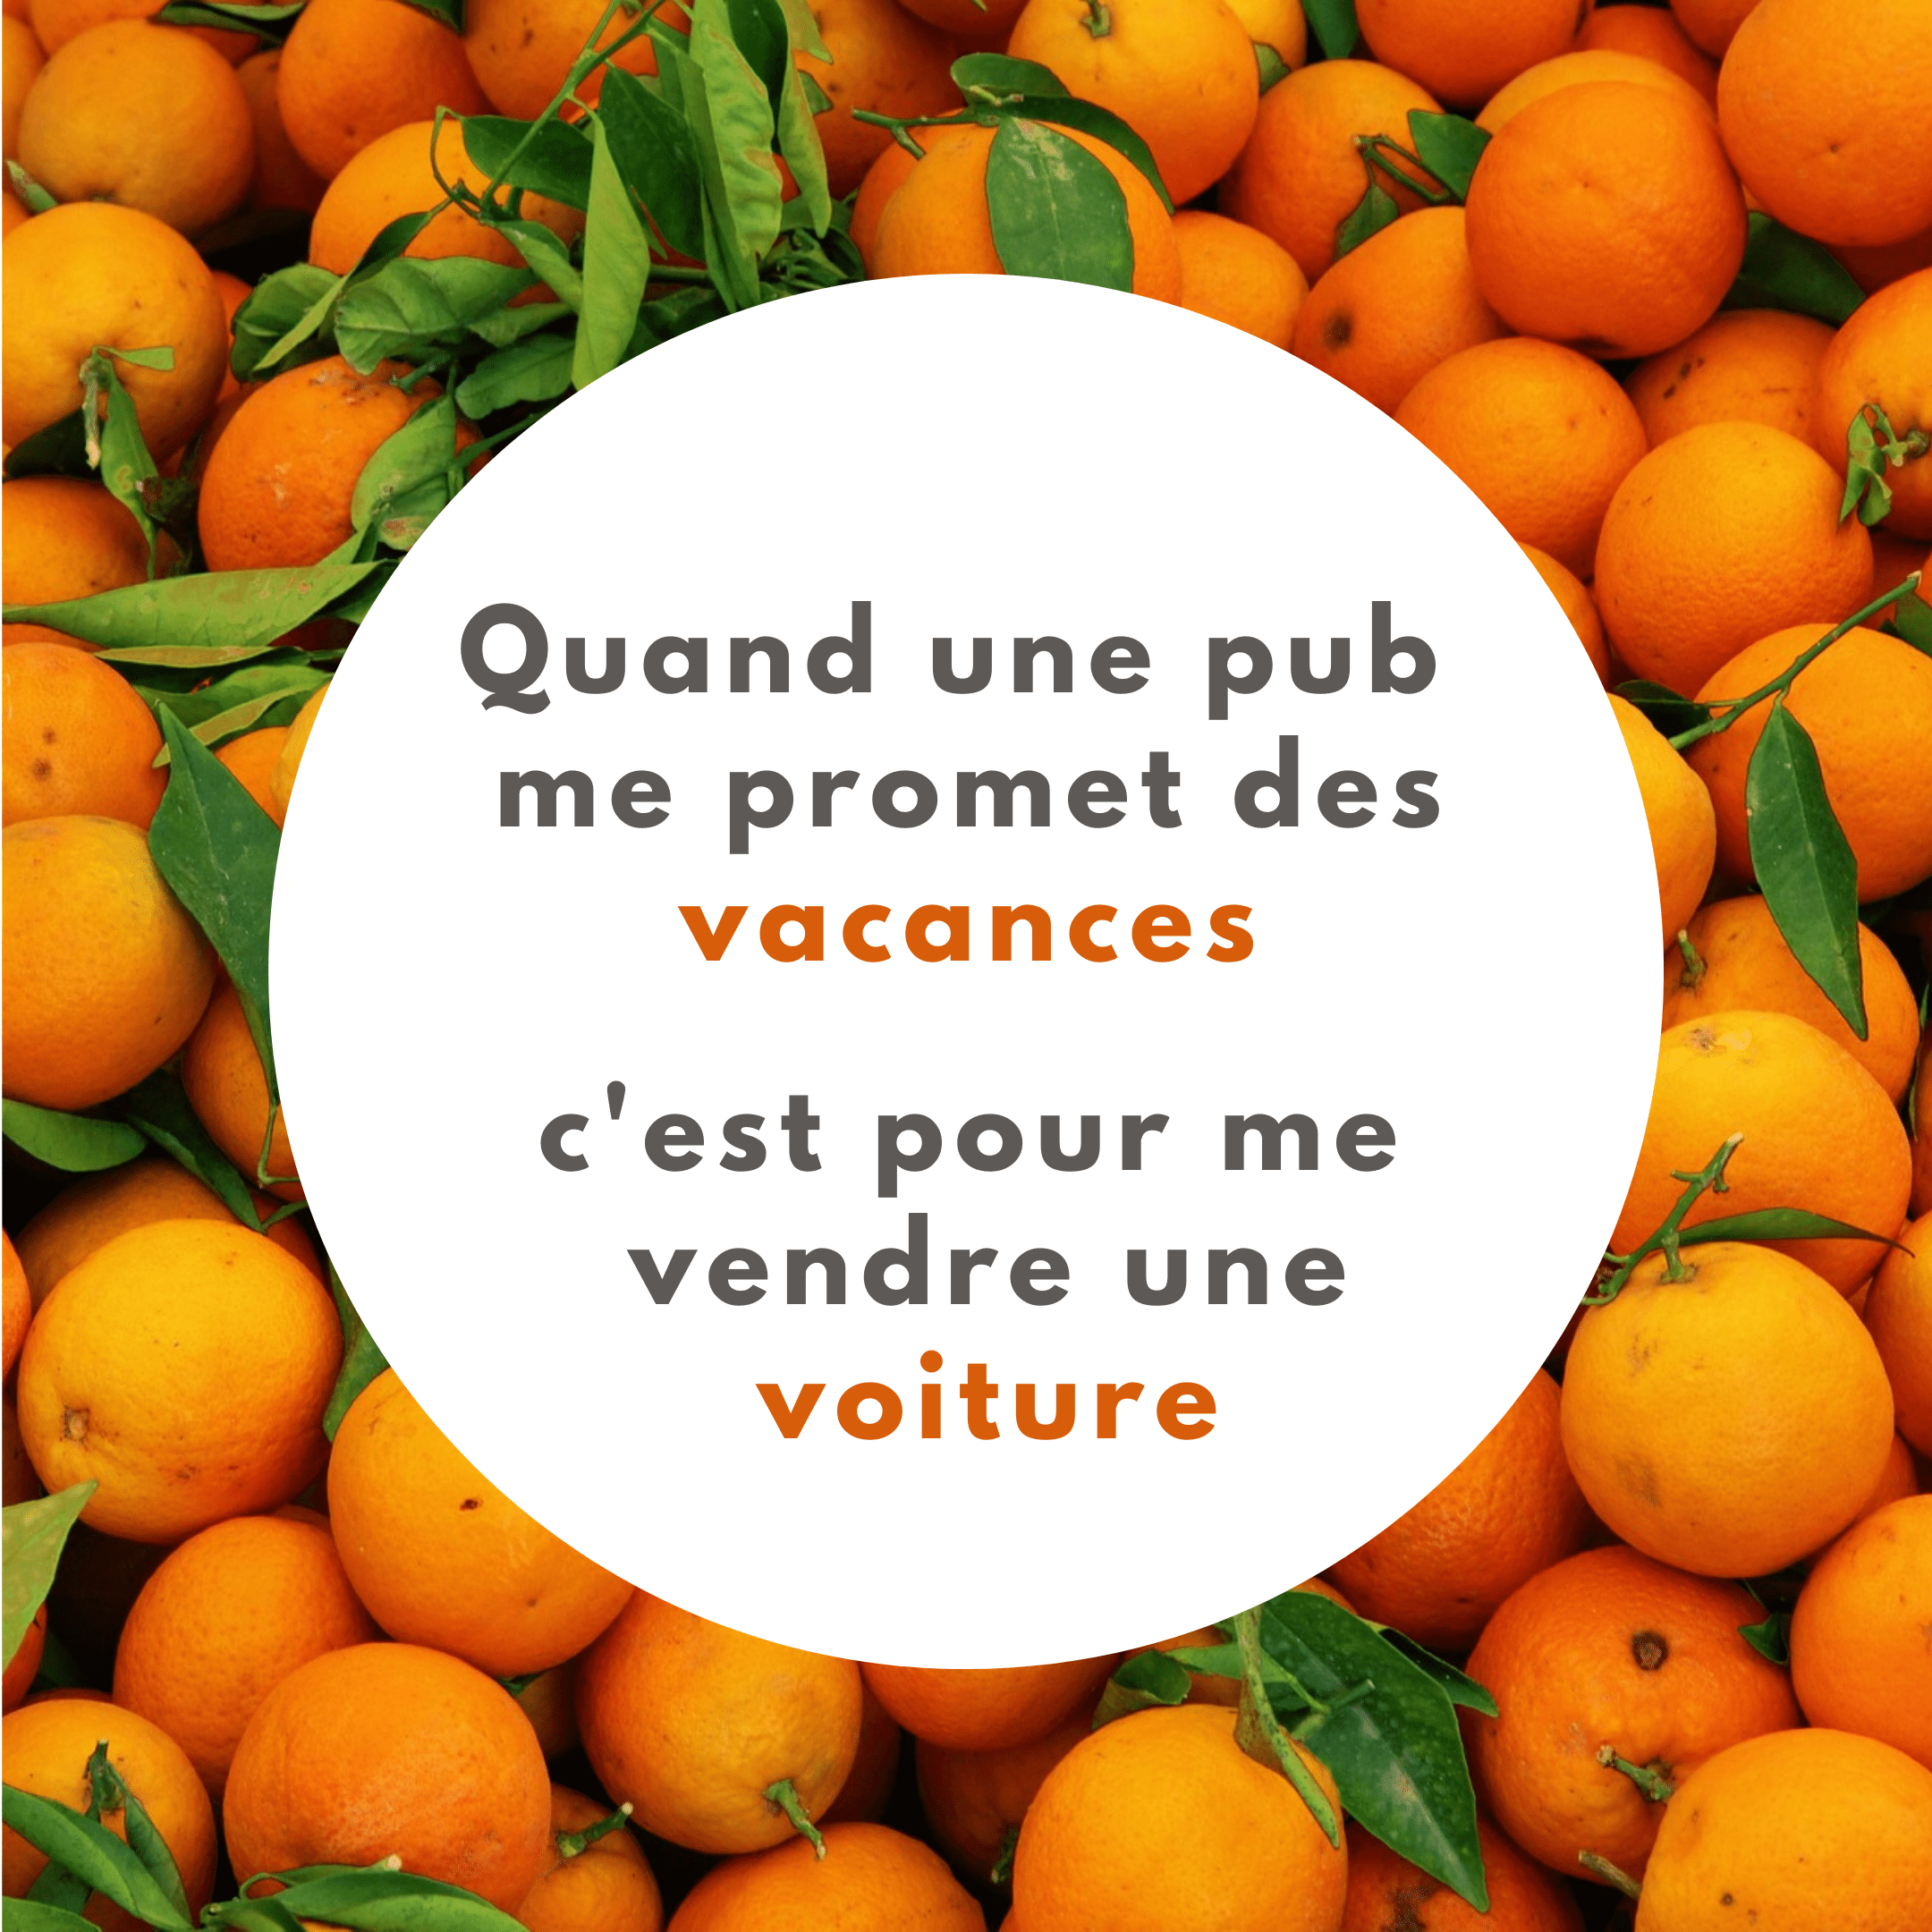 Quand une pub
me promet des
vacances
c'est pour me
vendre une
voiture